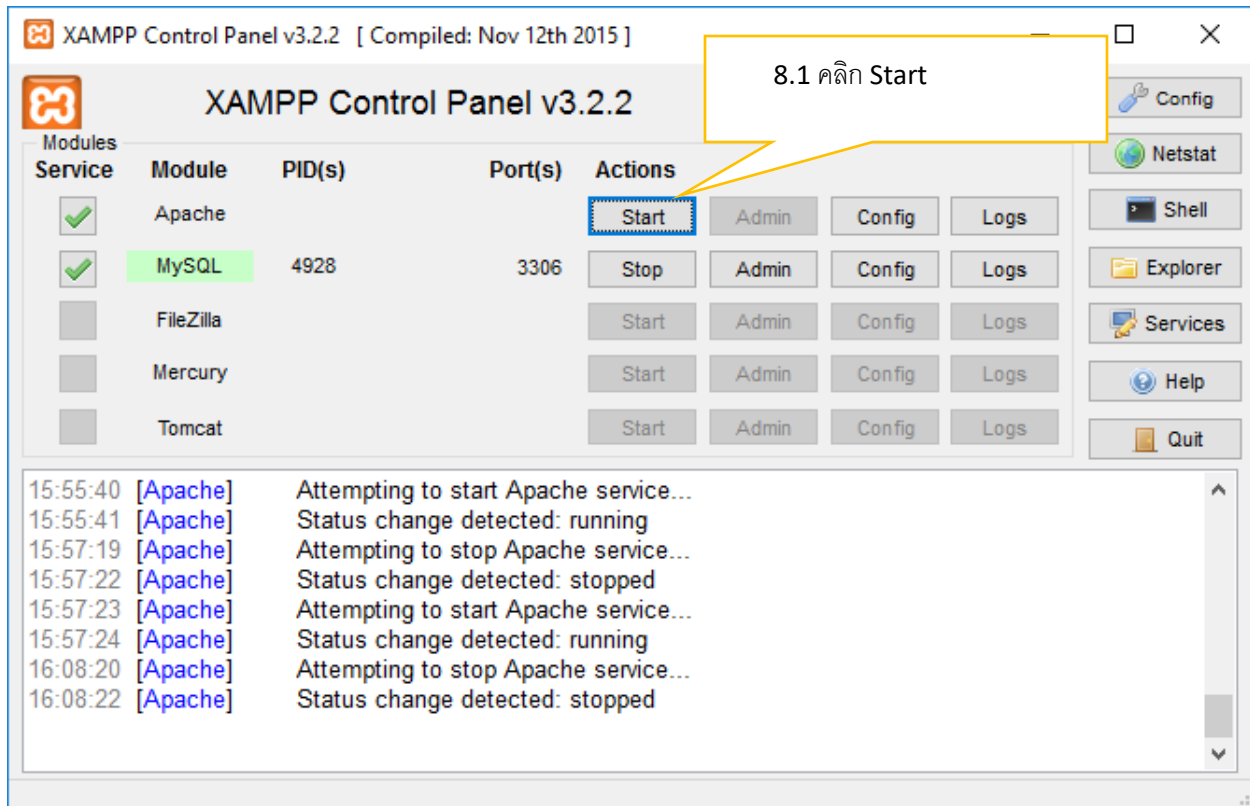 XAMPP Control Panel v3.2.2 [ Compiled: Nov 12th 2015 ]
8.1 คลิก Start
XAMPP Control Panel v3.2.2
Config
Modules
Service Module PID(s) Port(s) Actions
Netstat
Apache Start Admin Config Logs
Shell
MySQL 4928 3306 Stop Admin Config Logs
Explorer
FileZilla Start Admin Config Logs
Services
Mercury Start Admin Config Logs
Help
Tomcat Start Admin Config Logs
Quit
15:55:40 [Apache] Attempting to start Apache service...
15:55:41 [Apache] Status change detected: running
15:57:19 [Apache] Attempting to stop Apache service...
15:57:22 [Apache] Status change detected: stopped
15:57:23 [Apache] Attempting to start Apache service...
15:57:24 [Apache] Status change detected: running
16:08:20 [Apache] Attempting to stop Apache service...
16:08:22 [Apache] Status change detected: stopped